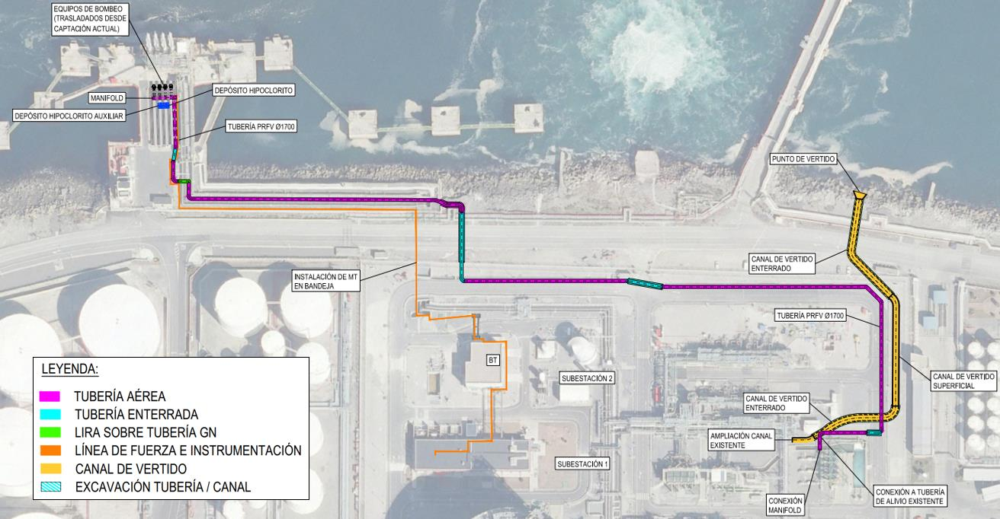 EQUIPOS DE BOMBEO
(TRASLADADOS DESDE
CAPTACIÓN ACTUAL)
MANIFOLD
DEPÓSITO HIPOCLORITO
DEPÓSITO HIPOCLORITO AUXILIAR
TUBERÍA PRFV Ø1700
PUNTO DE VERTIDO
CANAL DE VERTIDO
ENTERRADO
INSTALACIÓN DE MT
EN BANDEJA
TUBERÍA PRFV Ø1700
BT
SUBESTACIÓN 2
CANAL DE VERTIDO
SUPERFICIAL
CANAL DE VERTIDO
ENTERRADO
AMPLIACIÓN CANAL
EXISTENTE
SUBESTACIÓN 1
CONEXIÓN
MANIFOLD
CONEXIÓN A TUBERÍA
DE ALIVIO EXISTENTE
LEYENDA:
TUBERÍA AÉREA
TUBERÍA ENTERRADA
LIRA SOBRE TUBERÍA GN
LÍNEA DE FUERZA E INSTRUMENTACIÓN
CANAL DE VERTIDO
EXCAVACIÓN TUBERÍA / CANAL